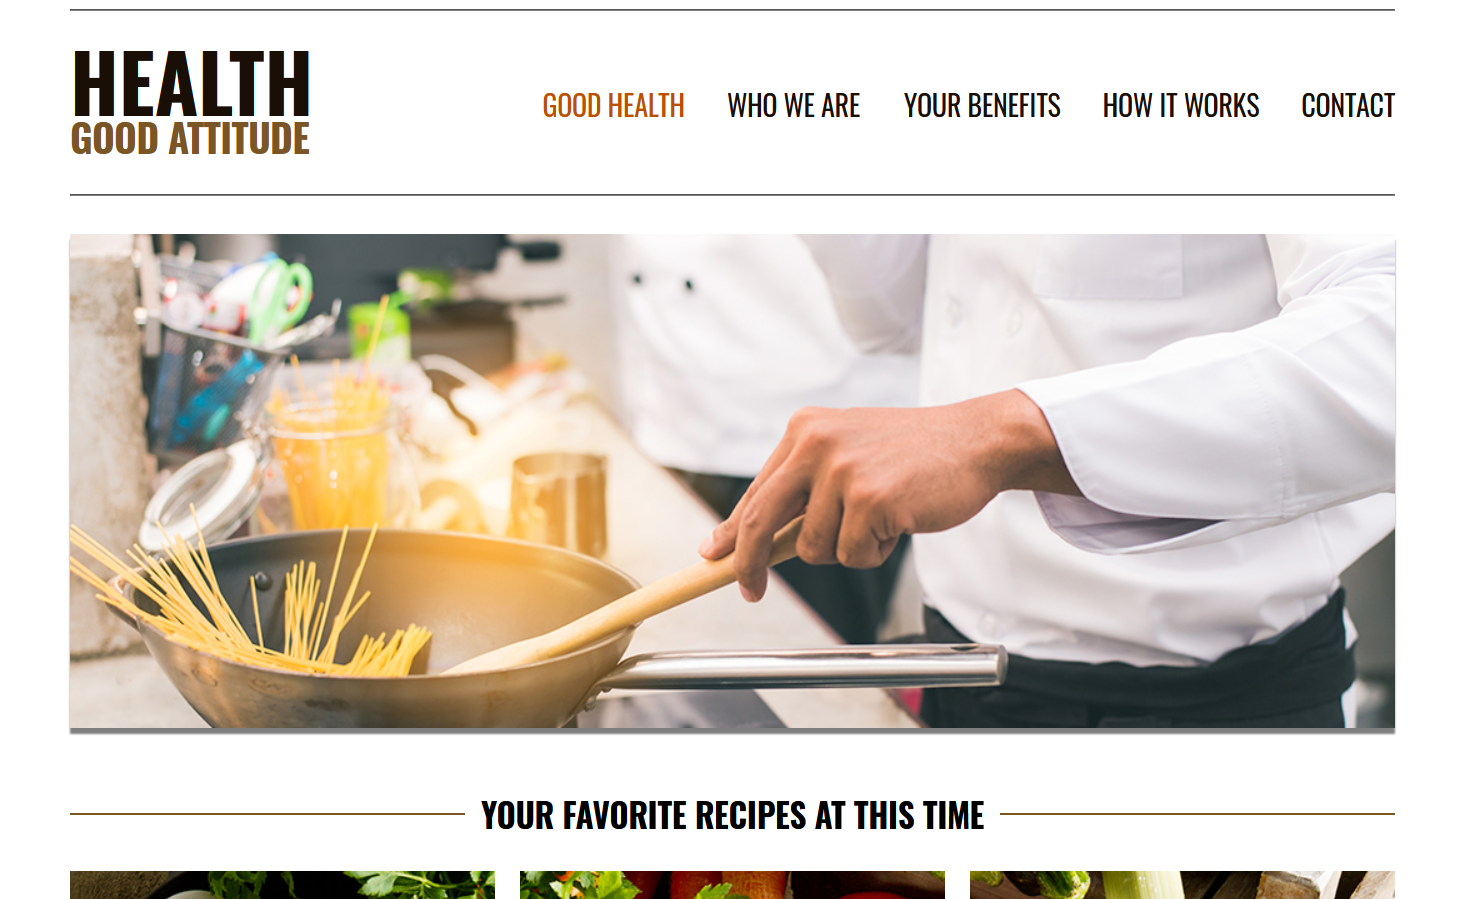 HEALTH
GOOD ATTITUDE
GOOD HEALTH WHO WE ARE YOUR BENEFITS HOW IT WORKS CONTACT
YOUR FAVORITE RECIPES AT THIS TIME